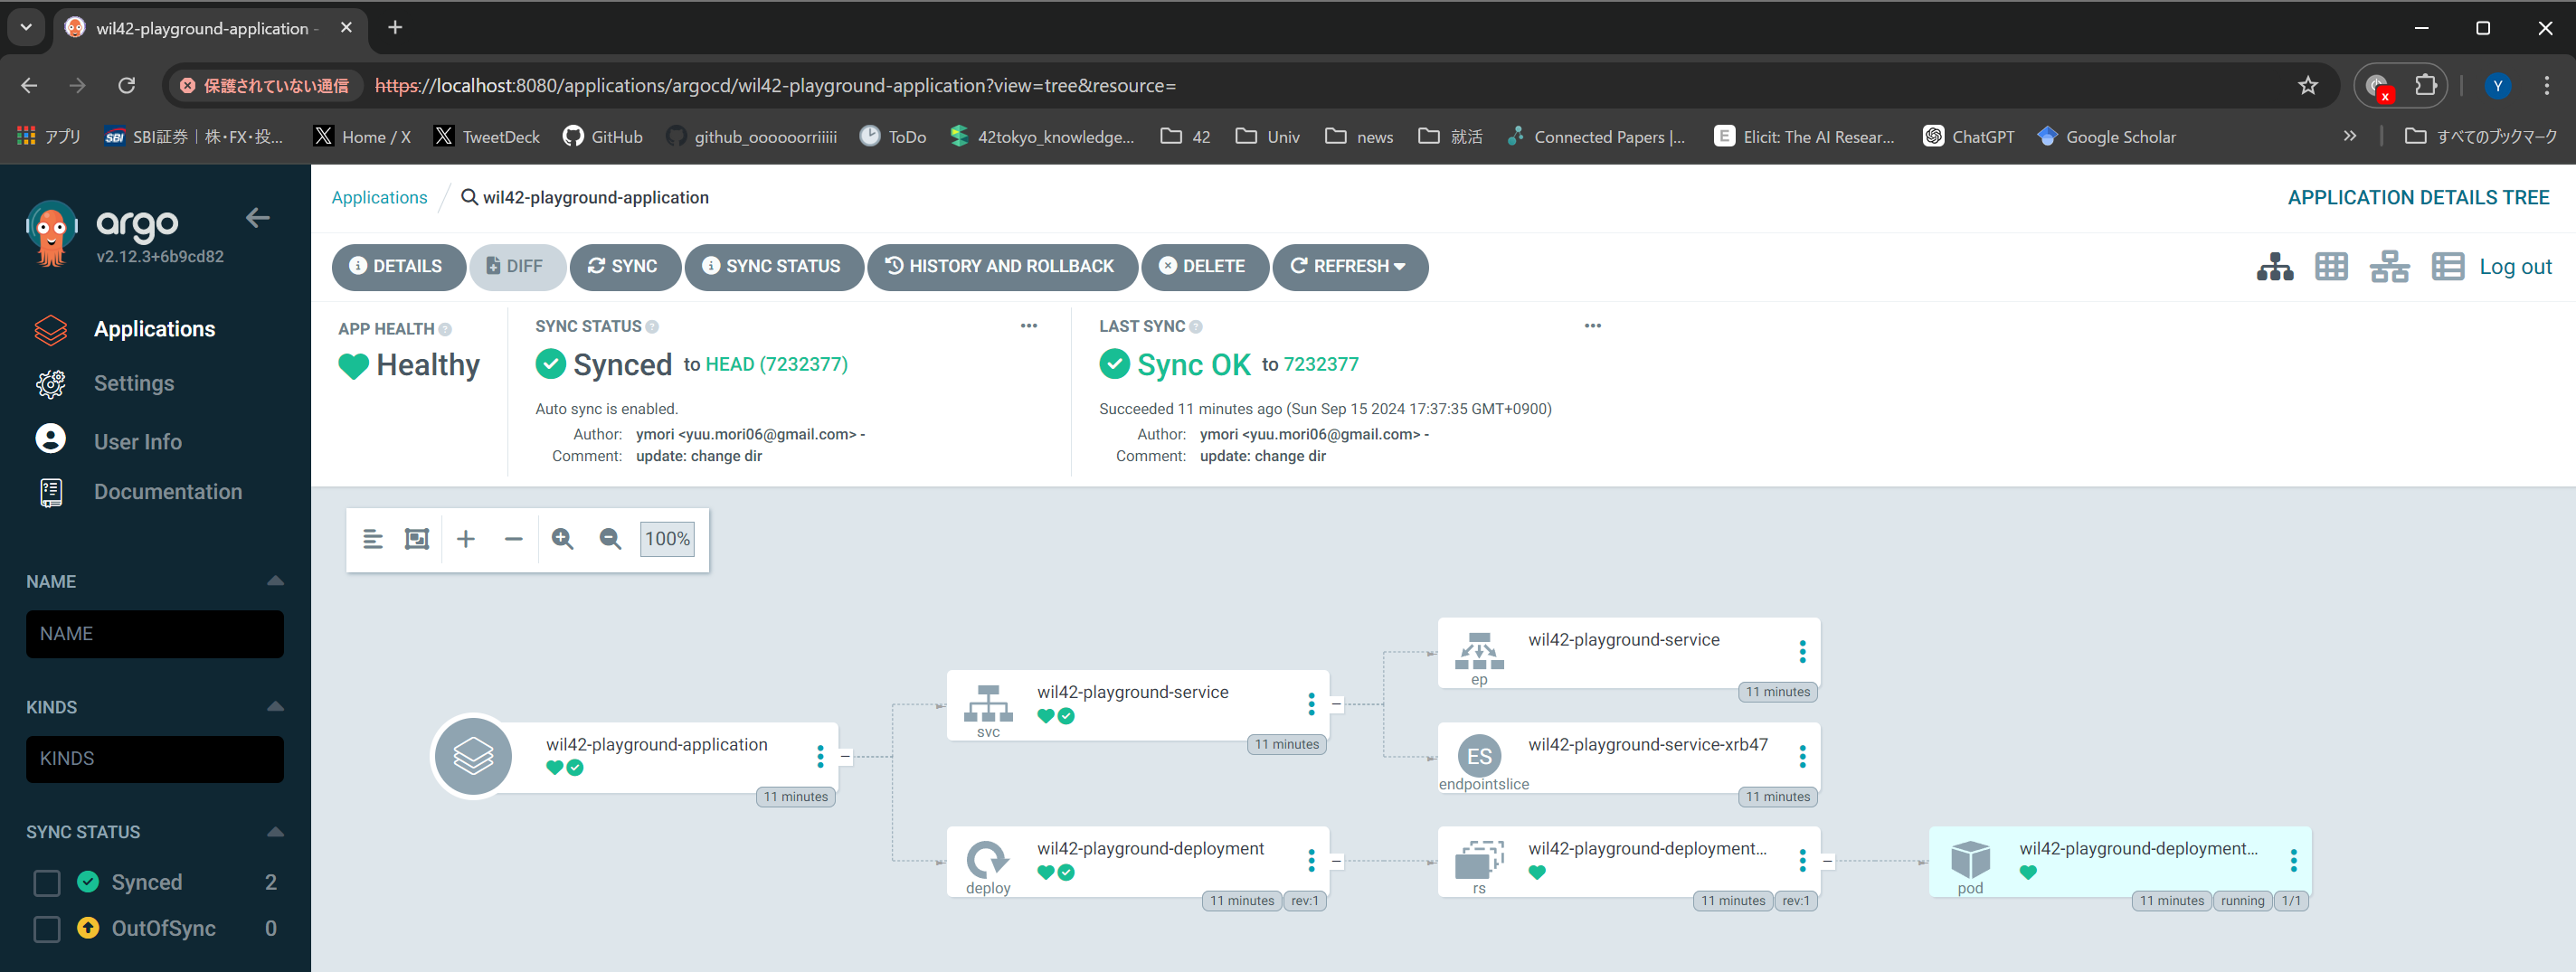 wil42-playground-application -
保護されていない通信 https://localhost:8080/applications/argocd/wil42-playground-application?view=tree&resource=
x
Y
アプリ SBI SBI証券｜株・FX・投... Home / X TweetDeck GitHub github_oooooorriiiii ToDo 42tokyo_knowledge... 42 Univ news 就活 Connected Papers |... E Elicit: The AI Resear... ChatGPT Google Scholar » すべてのブックマーク
argo
v2.12.3+6b9cd82
Applications
Settings
User Info
Documentation
NAME
NAME
KINDS
KINDS
SYNC STATUS
Synced 2
OutOfSync 0
Applications / wil42-playground-application APPLICATION DETAILS TREE
DETAILS DIFF SYNC SYNC STATUS HISTORY AND ROLLBACK DELETE REFRESH Log out
APP HEALTH
Healthy
SYNC STATUS
Synced to HEAD (7232377)
Auto sync is enabled.
Author: ymori <yuu.mori06@gmail.com> -
Comment: update: change dir
LAST SYNC
Sync OK to 7232377
Succeeded 11 minutes ago (Sun Sep 15 2024 17:37:35 GMT+0900)
Author: ymori <yuu.mori06@gmail.com> -
Comment: update: change dir
100%
wil42-playground-application
11 minutes
wil42-playground-service
svc
11 minutes
wil42-playground-deployment
deploy
11 minutes rev:1
wil42-playground-service
ep
11 minutes
ES
wil42-playground-service-xrb47
endpointslice
11 minutes
wil42-playground-deployment...
rs
11 minutes rev:1
wil42-playground-deployment...
pod
11 minutes running 1/1